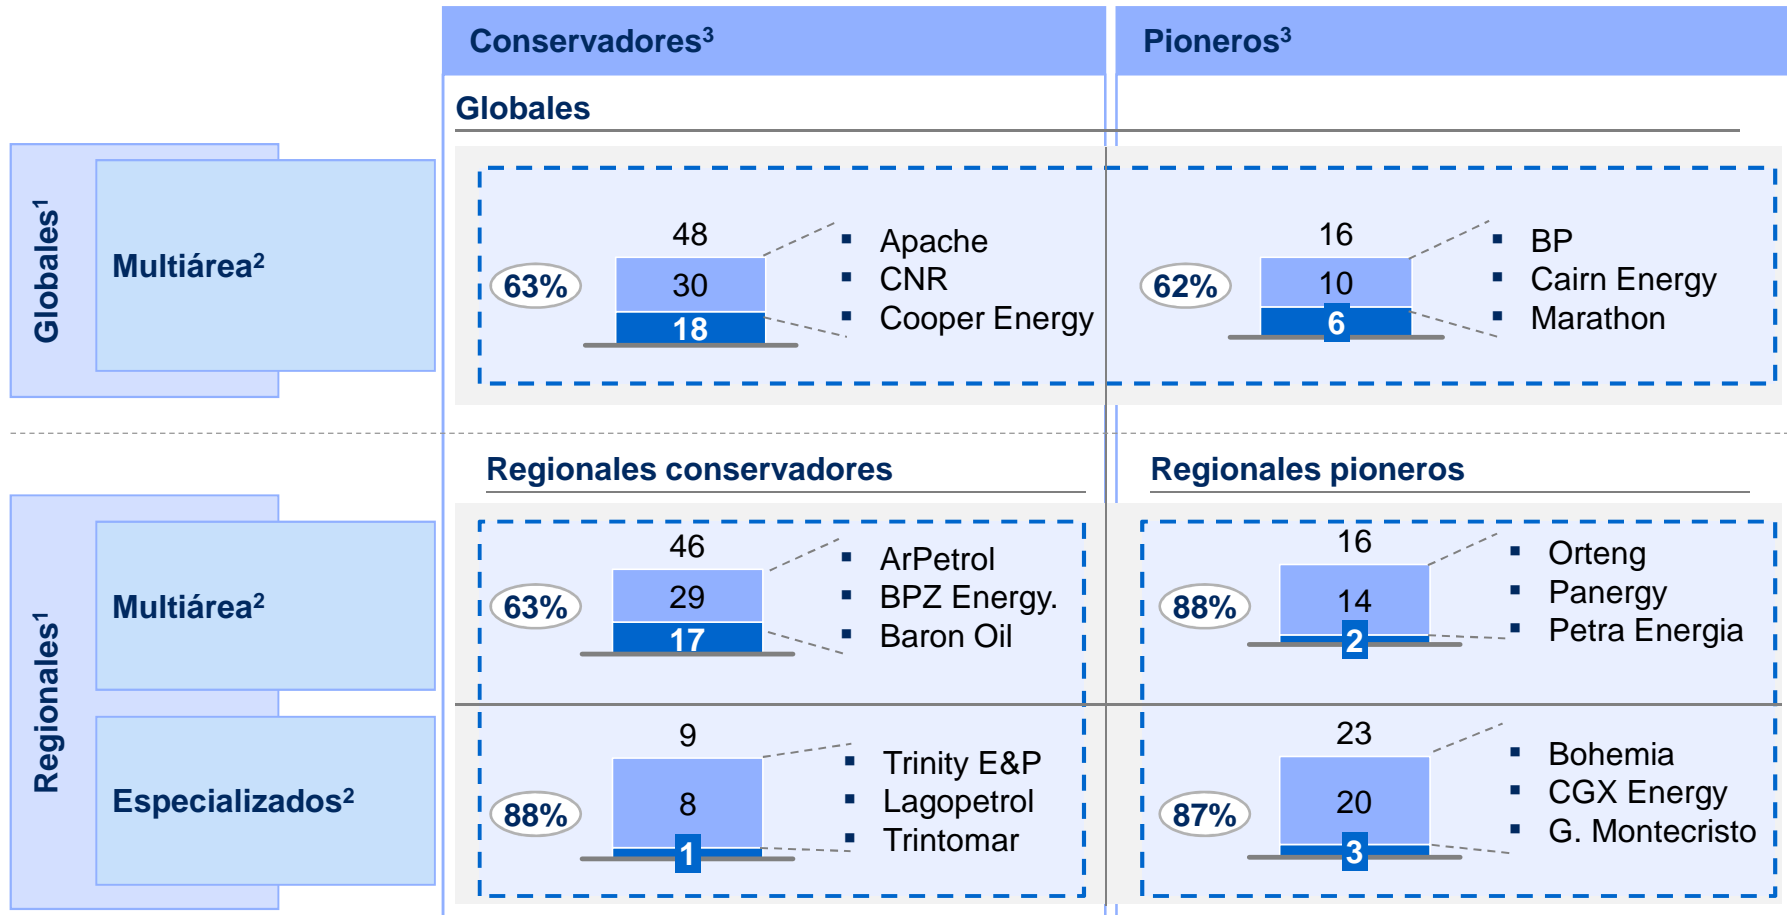 Conservadores³
Pioneros³
Globales
Globales¹
Multiárea²
63%
48
30
18
Apache
CNR
Cooper Energy
62%
16
10
6
BP
Cairn Energy
Marathon
Regionales conservadores
Regionales pioneros
Regionales¹
Multiárea²
63%
46
29
17
ArPetrol
BPZ Energy.
Baron Oil
88%
16
14
2
Orteng
Panergy
Petra Energia
Especializados²
88%
9
8
1
Trinity E&P
Lagopetrol
Trintomar
87%
23
20
3
Bohemia
CGX Energy
G. Montecristo